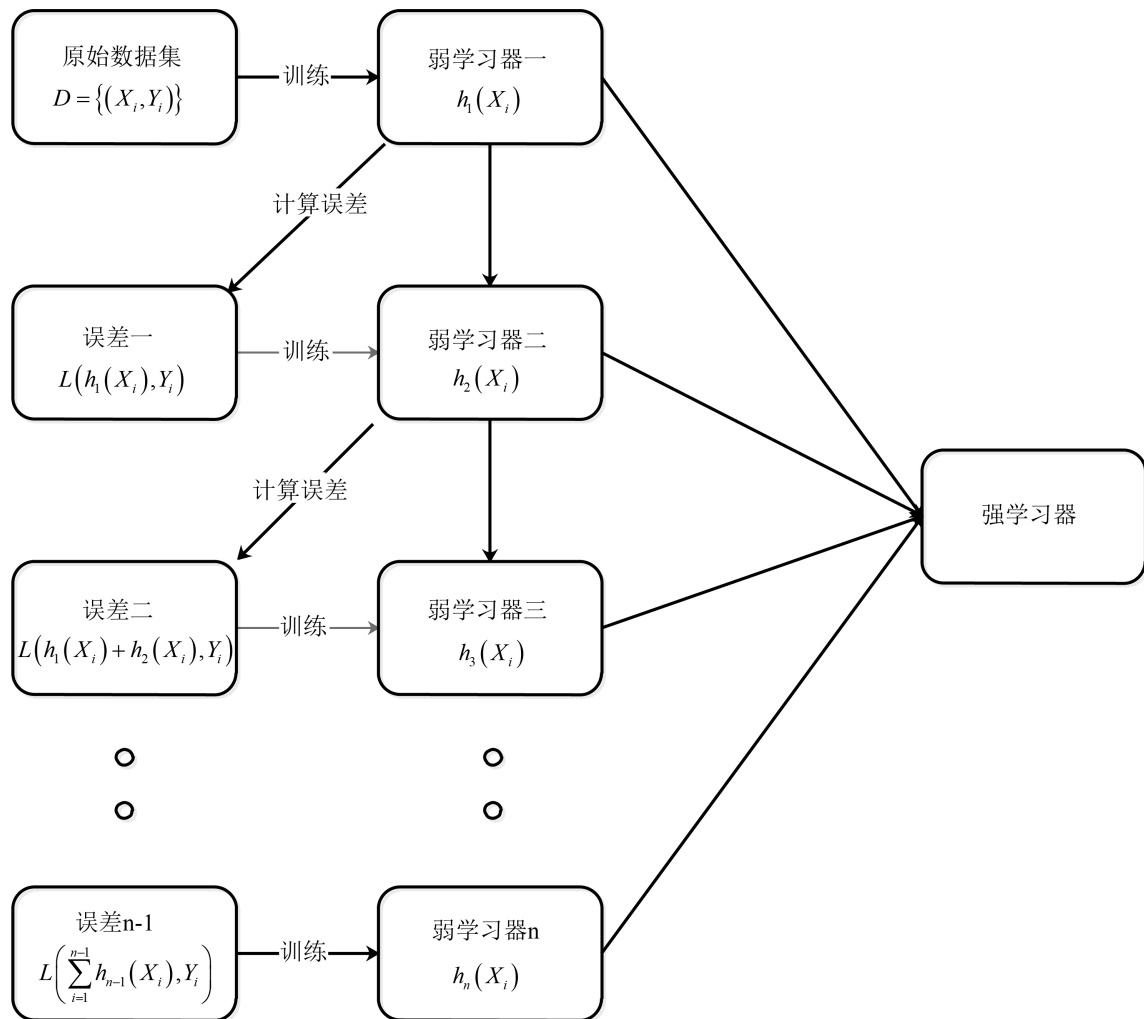 原始数据集
D={(X_i,Y_i)}
训练
弱学习器一
h_1(X_i)
计算误差
误差一
L(h_1(X_i),Y_i)
训练
弱学习器二
h_2(X_i)
计算误差
强学习器
误差二
L(h_1(X_i)+h_2(X_i),Y_i)
训练
弱学习器三
h_3(X_i)
误差n-1
L(∑_{i=1}^{n-1}h_{n-1}(X_i),Y_i)
训练
弱学习器n
h_n(X_i)